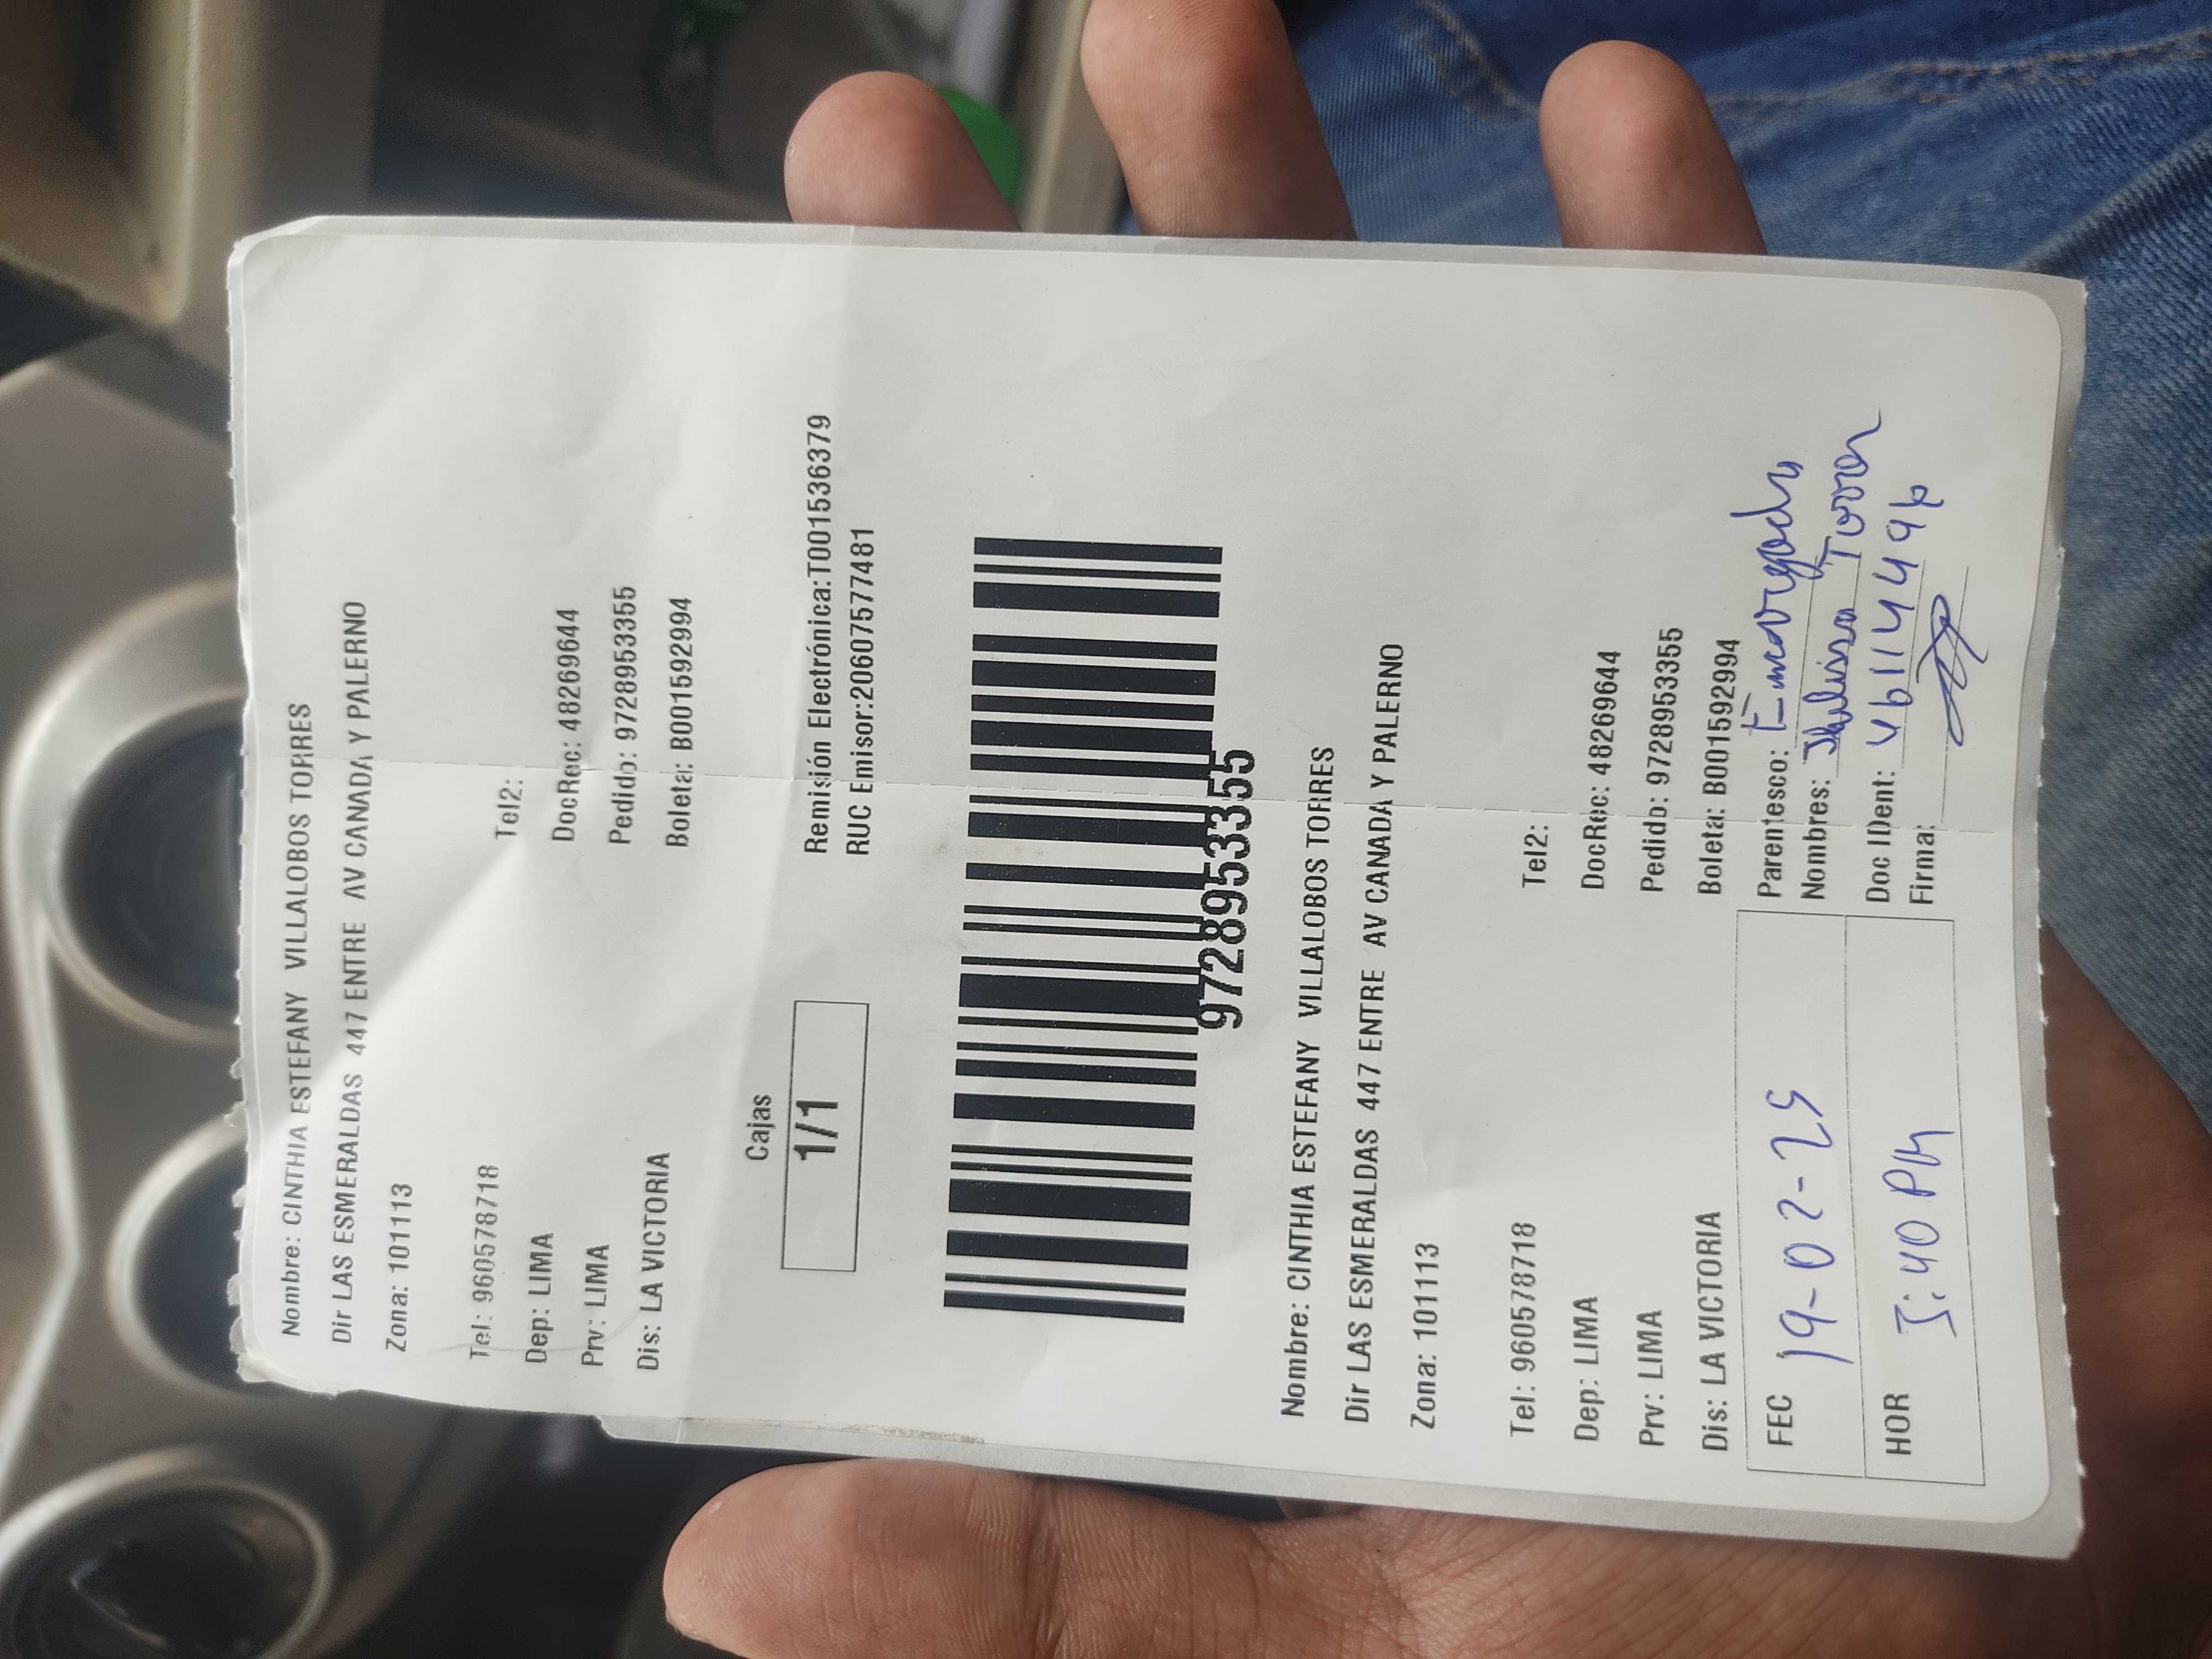 Nombre: CINTHIA ESTEFANY VILLALOBOS TORRES
Dir LAS ESMERALDAS 447 ENTRE AV CANADA Y PALERNO
Zona: 101113
Tel: 960578718 Tel2:
Dep: LIMA DocRec: 48269644
Prv: LIMA Pedido: 9728953355
Dis: LA VICTORIA Boleta: B001592994
Cajas
1/1
Remisión Electrónica:T001536379
RUC Emisor:20607577481
9728953355
Nombre: CINTHIA ESTEFANY VILLALOBOS TORRES
Dir LAS ESMERALDAS 447 ENTRE AV CANADA Y PALERNO
Zona: 101113
Tel: 960578718 Tel2:
Dep: LIMA DocRec: 48269644
Prv: LIMA Pedido: 9728953355
Dis: LA VICTORIA Boleta: B001592994
FEC 19-02-25
HOR 5:40 PM
Parentesco: Encargada
Nombres: Torres
Doc IDent:
Firma: